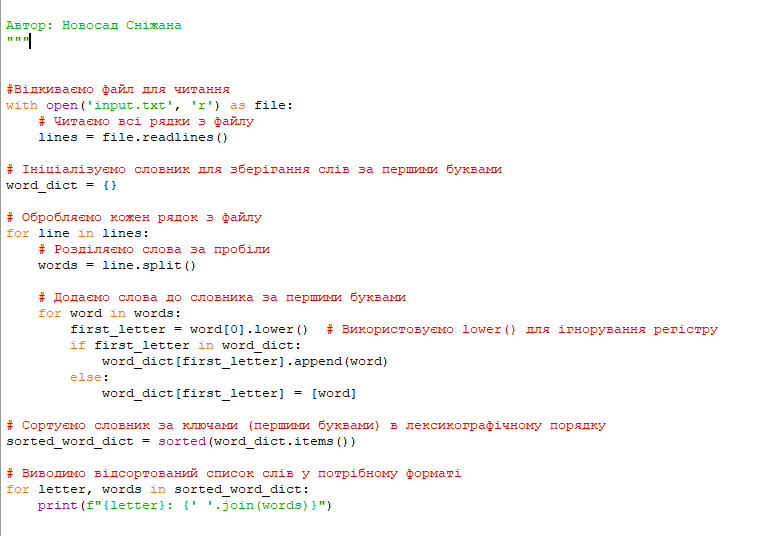 Автор: Новосад Сніжана
"""
#Відкиваємо файл для читання
with open('input.txt', 'r') as file:
    # Читаємо всі рядки з файлу
    lines = file.readlines()
# Ініціалізуємо словник для зберігання слів за першими буквами
word_dict = {}
# Обробляємо кожен рядок з файлу
for line in lines:
    # Розділяємо слова за пробіли
    words = line.split()
    # Додаємо слова до словника за першими буквами
    for word in words:
        first_letter = word[0].lower()  # Використовуємо lower() для ігнорування регістру
        if first_letter in word_dict:
            word_dict[first_letter].append(word)
        else:
            word_dict[first_letter] = [word]
# Сортуємо словник за ключами (першими буквами) в лексикографічному порядку
sorted_word_dict = sorted(word_dict.items())
# Виводимо відсортований список слів у потрібному форматі
for letter, words in sorted_word_dict:
    print(f"{letter}: {' '.join(words)}")